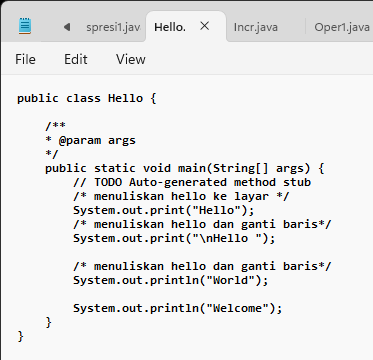 spresi1.jav Hello. Incr.java Oper1.java
File Edit View
public class Hello {
/**
* @param args
*/
public static void main(String[] args) {
// TODO Auto-generated method stub
/* menuliskan hello ke layar */
System.out.print("Hello");
/* menuliskan hello dan ganti baris*/
System.out.print("\nHello ");
/* menuliskan hello dan ganti baris*/
System.out.println("World");
System.out.println("Welcome");
}
}